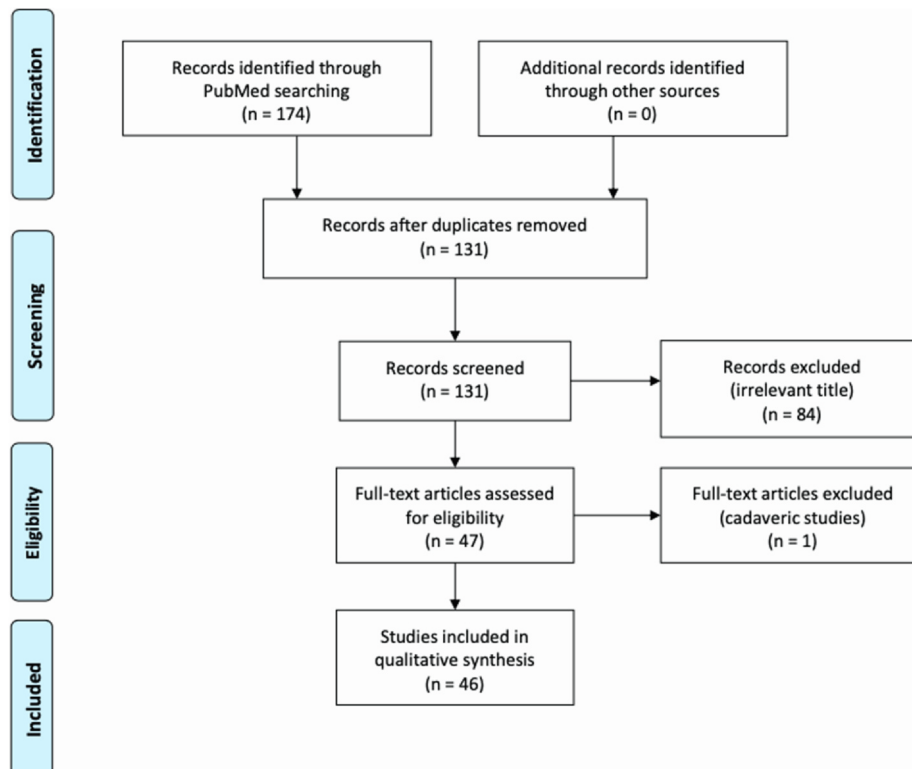 Identification
Records identified through
PubMed searching
(n = 174)
Additional records identified
through other sources
(n = 0)
Records after duplicates removed
(n = 131)
Screening
Records screened
(n = 131)
Records excluded
(irrelevant title)
(n = 84)
Eligibility
Full-text articles assessed
for eligibility
(n = 47)
Full-text articles excluded
(cadaveric studies)
(n = 1)
Included
Studies included in
qualitative synthesis
(n = 46)